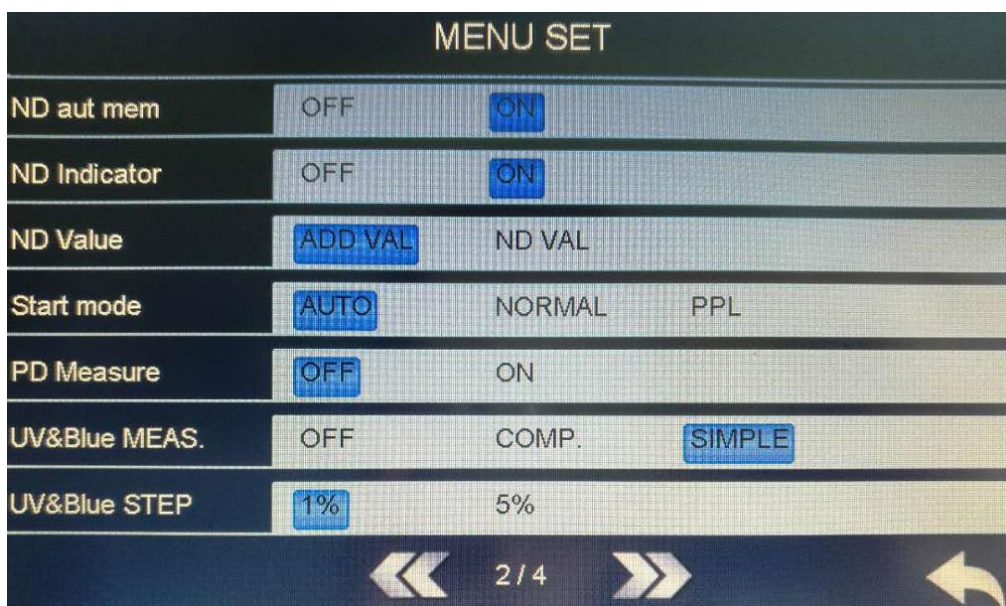 MENU SET
ND aut mem OFF ON
ND Indicator OFF ON
ND Value ADD VAL ND VAL
Start mode AUTO NORMAL PPL
PD Measure OFF ON
UV&Blue MEAS. OFF COMP. SIMPLE
UV&Blue STEP 1% 5%
2/4